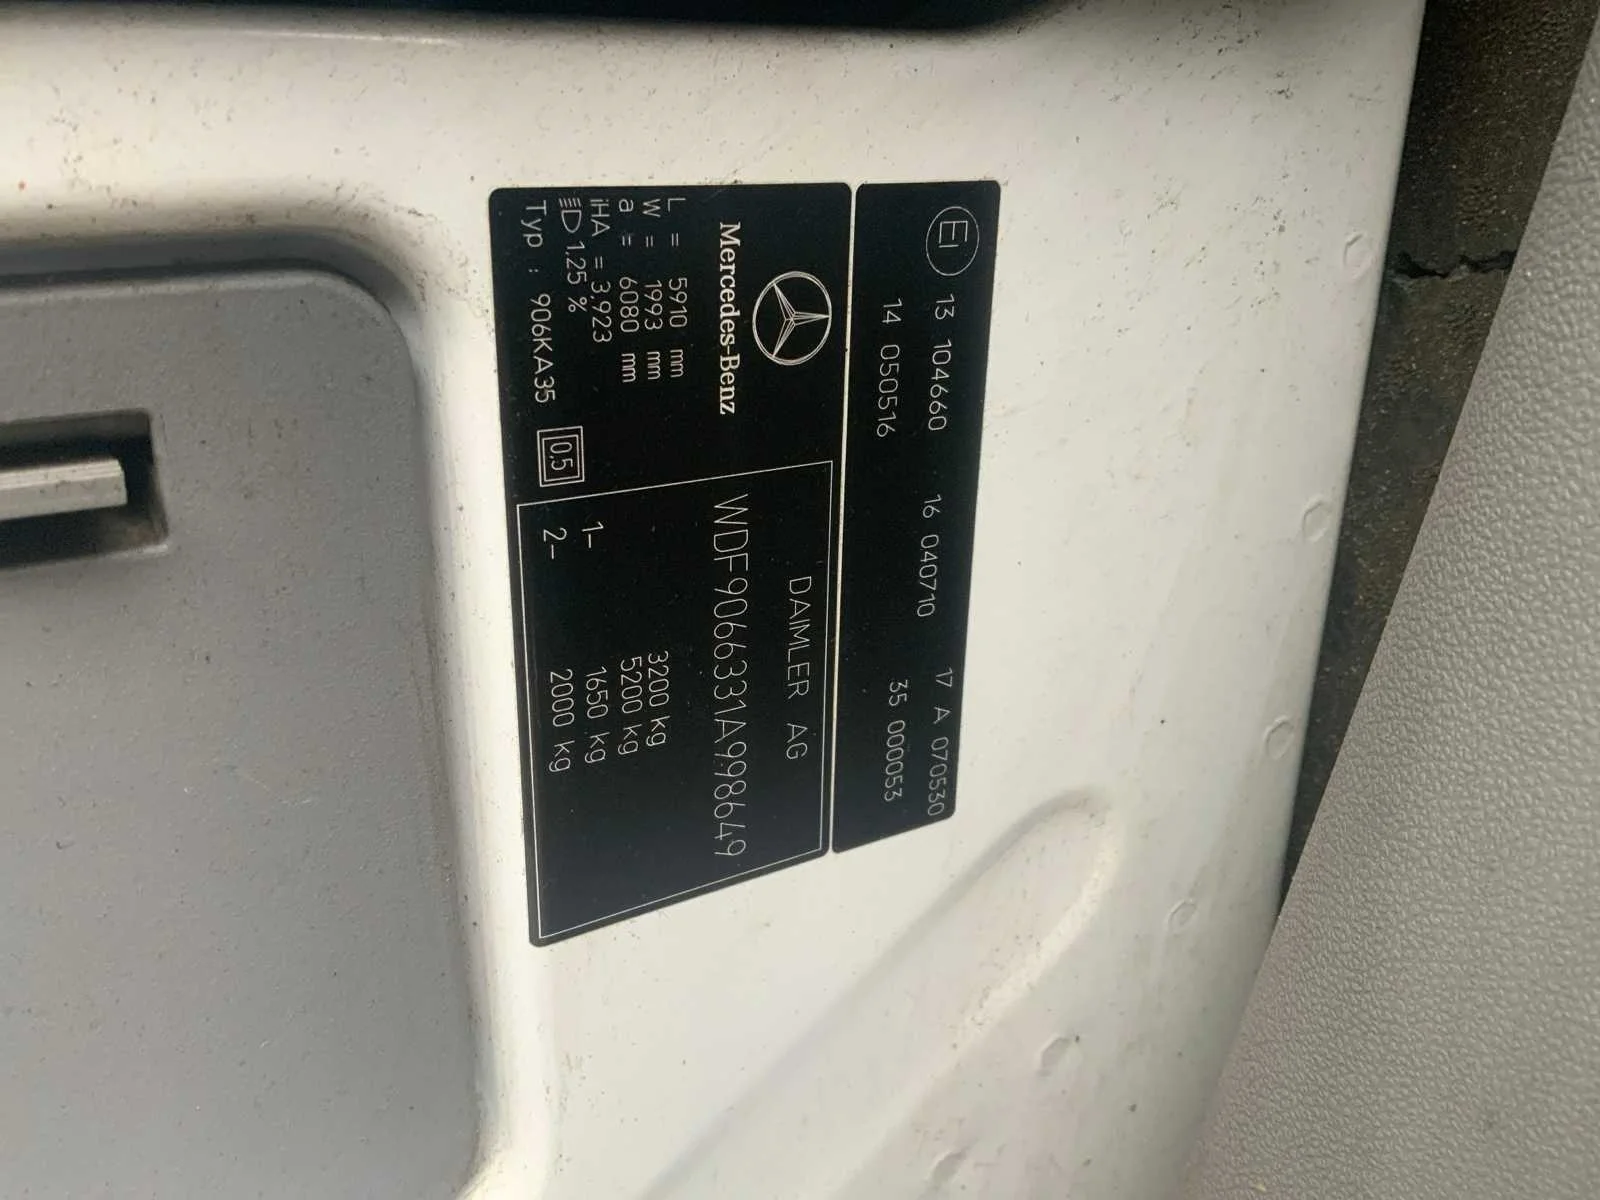 E1 13 104660 16 040710 17 A 070530
14 050516 35 000053
Mercedes-Benz
L = 5910 mm
W = 1993 mm
a = 6080 mm
iHA = 3,923
1,25 %
Typ : 906KA35 0,5
DAIMLER AG
WDF9066331A998649
3200 kg
5200 kg
1- 1650 kg
2- 2000 kg